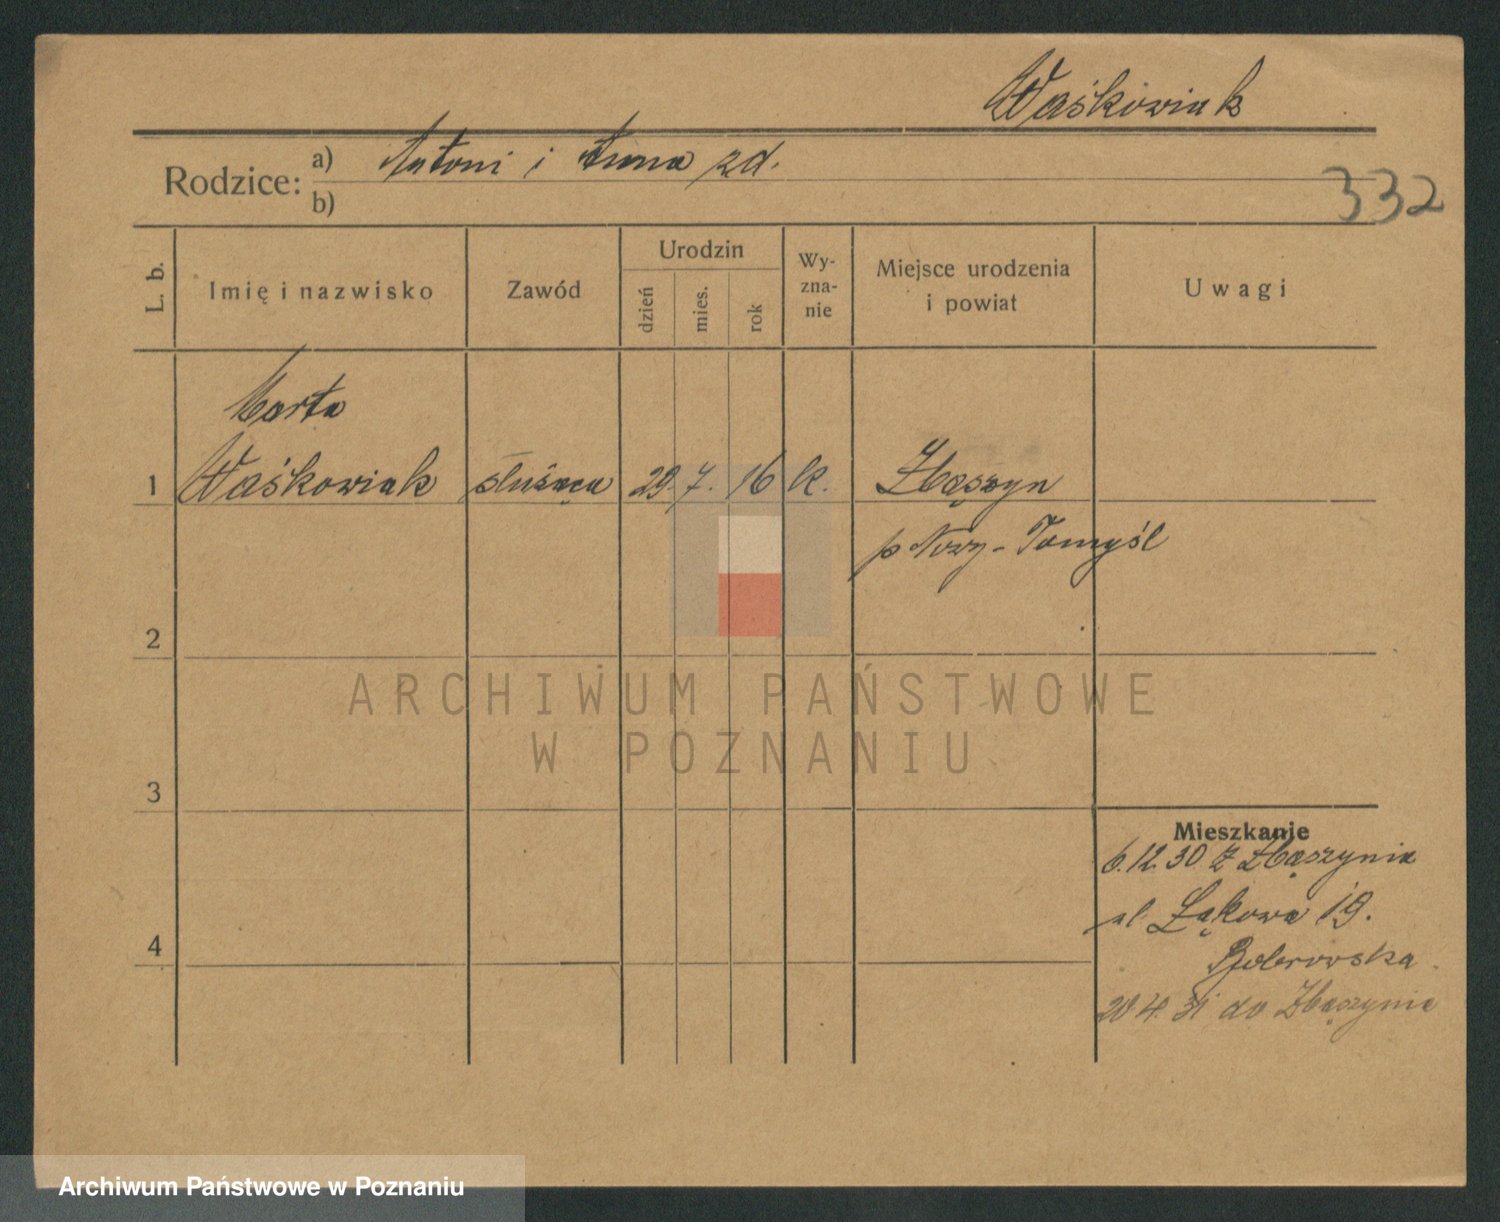 Waśkowiak
Rodzice: a) Antoni i Anna zd.
b)
332
L. b.
Imię i nazwisko
Zawód
Urodzin
dzień
mies.
rok
Wy-
zna-
nie
Miejsce urodzenia
i powiat
Uwagi
Marta
1 Waśkowiak służąca 29. 7. 16 k. Zbąszyn
p Nowy-Tomyśl
2
ARCHIWUM PAŃSTWOWE
W POZNANIU
3
Mieszkanie
6.12.30 z Zbąszynia
ul. Łąkowa 19.
Bobrowska
4
20 4. 31 do Zbąszynia
Archiwum Państwowe w Poznaniu